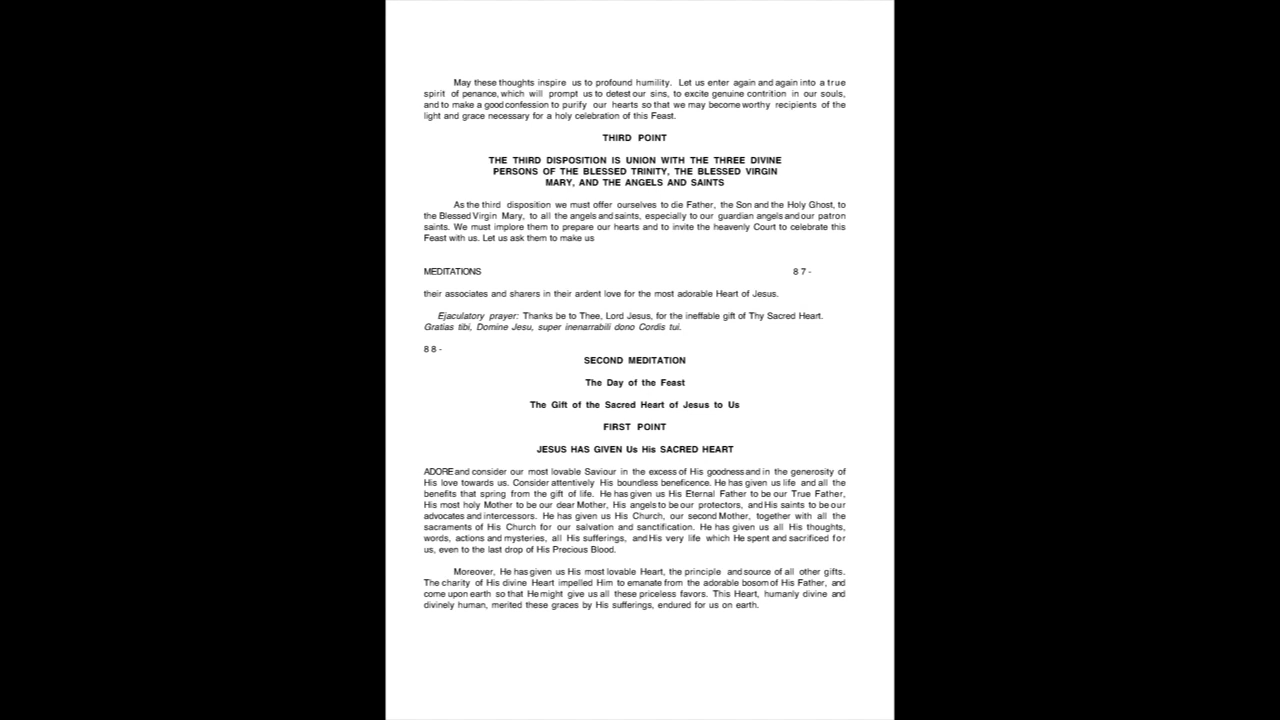 May these thoughts inspire us to profound humility. Let us enter again and again into a true
spirit of penance, which will prompt us to detest our sins, to excite genuine contrition in our souls,
and to make a good confession to purify our hearts so that we may become worthy recipients of the
light and grace necessary for a holy celebration of this Feast.
THIRD POINT
THE THIRD DISPOSITION IS UNION WITH THE THREE DIVINE
PERSONS OF THE BLESSED TRINITY, THE BLESSED VIRGIN
MARY, AND THE ANGELS AND SAINTS
As the third disposition we must offer ourselves to die Father, the Son and the Holy Ghost, to
the Blessed Virgin Mary, to all the angels and saints, especially to our guardian angels and our patron
saints. We must implore them to prepare our hearts and to invite the heavenly Court to celebrate this
Feast with us. Let us ask them to make us
MEDITATIONS 87-
their associates and sharers in their ardent love for the most adorable Heart of Jesus.
Ejaculatory prayer: Thanks be to Thee, Lord Jesus, for the ineffable gift of Thy Sacred Heart.
Gratias tibi, Domine Jesu, super inenarrabili dono Cordis tui.
88-
SECOND MEDITATION
The Day of the Feast
The Gift of the Sacred Heart of Jesus to Us
FIRST POINT
JESUS HAS GIVEN Us His SACRED HEART
ADORE and consider our most lovable Saviour in the excess of His goodness and in the generosity of
His love towards us. Consider attentively His boundless beneficence. He has given us life and all the
benefits that spring from the gift of life. He has given us His Eternal Father to be our True Father,
His most holy Mother to be our dear Mother, His angels to be our protectors, and His saints to be our
advocates and intercessors. He has given us His Church, our second Mother, together with all the
sacraments of His Church for our salvation and sanctification. He has given us all His thoughts,
words, actions and mysteries, all His sufferings, and His very life which He spent and sacrificed for
us, even to the last drop of His Precious Blood.
Moreover, He has given us His most lovable Heart, the principle and source of all other gifts.
The charity of His divine Heart impelled Him to emanate from the adorable bosom of His Father, and
come upon earth so that He might give us all these priceless favors. This Heart, humanly divine and
divinely human, merited these graces by His sufferings, endured for us on earth.